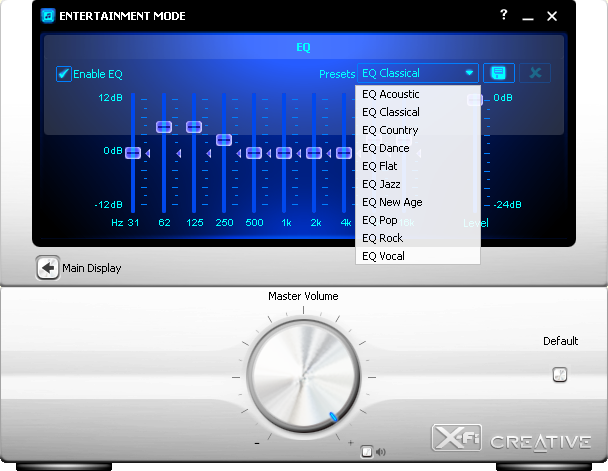 ENTERTAINMENT MODE ?
EQ
Enable EQ
Presets EQ Classical
EQ Acoustic
EQ Classical
EQ Country
EQ Dance
EQ Flat
EQ Jazz
EQ New Age
EQ Pop
EQ Rock
EQ Vocal
12dB
0dB
-12dB
0dB
-24dB
Hz 31 62 125 250 500 1k 2k 4k
Level
Main Display
Master Volume
Default
- +
X-Fi CREATIVE